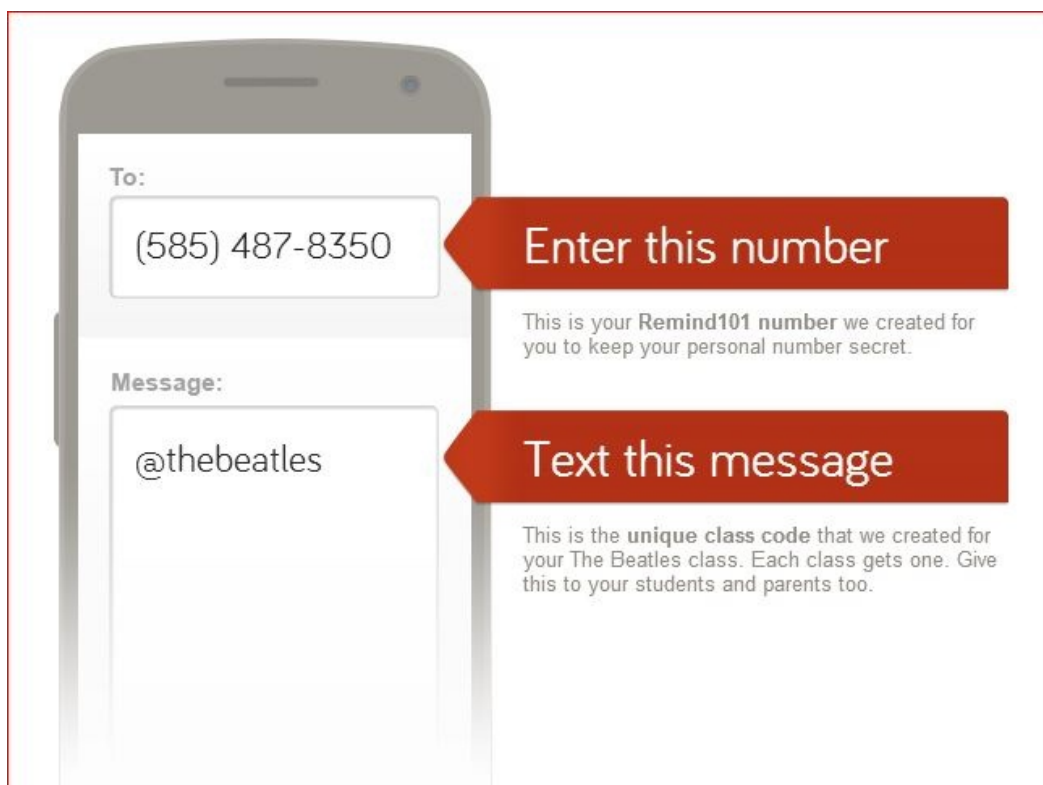 To:
(585) 487-8350
Enter this number
This is your Remind101 number we created for
you to keep your personal number secret.
Message:
@thebeatles
Text this message
This is the unique class code that we created for
your The Beatles class. Each class gets one. Give
this to your students and parents too.